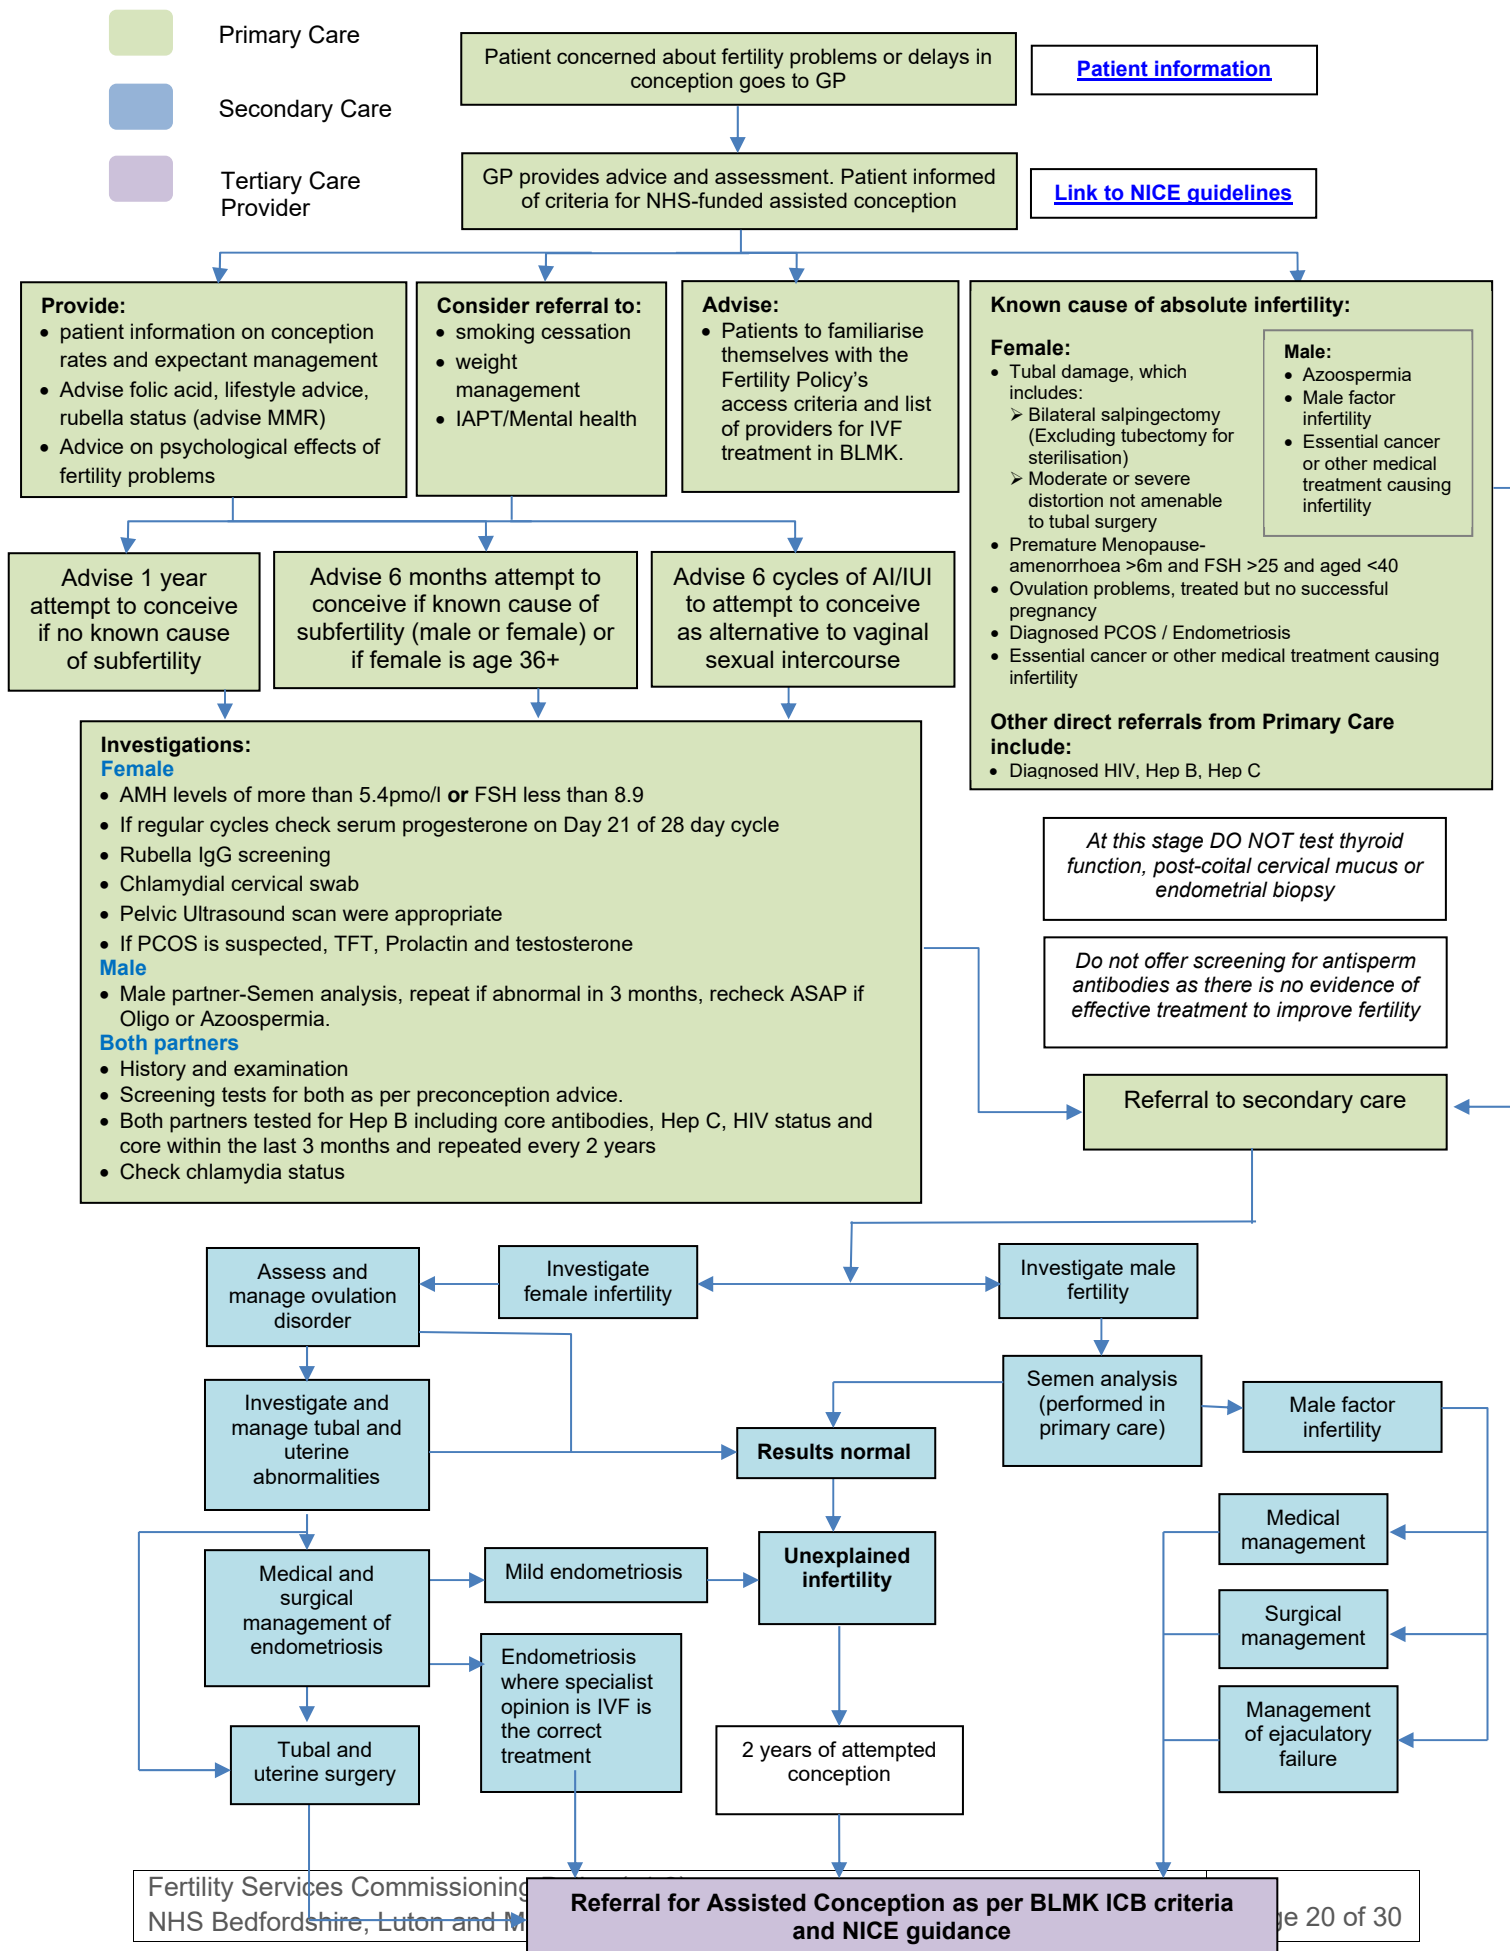 Primary Care
Secondary Care
Tertiary Care
Provider
Patient concerned about fertility problems or delays in
conception goes to GP
Patient information
GP provides advice and assessment. Patient informed
of criteria for NHS-funded assisted conception
Link to NICE guidelines
Provide:
• patient information on conception
rates and expectant management
• Advise folic acid, lifestyle advice,
rubella status (advise MMR)
• Advice on psychological effects of
fertility problems
Consider referral to:
• smoking cessation
• weight
management
• IAPT/Mental health
Advise:
• Patients to familiarise
themselves with the
Fertility Policy's
access criteria and list
of providers for IVF
treatment in BLMK.
Known cause of absolute infertility:
Female:
• Tubal damage, which
includes:
➢ Bilateral salpingectomy
(Excluding tubectomy for
sterilisation)
➢ Moderate or severe
distortion not amenable
to tubal surgery
• Premature Menopause-
amenorrhoea >6m and FSH >25 and aged <40
• Ovulation problems, treated but no successful
pregnancy
• Diagnosed PCOS / Endometriosis
• Essential cancer or other medical treatment causing
infertility
Male:
• Azoospermia
• Male factor
infertility
• Essential cancer
or other medical
treatment causing
infertility
Other direct referrals from Primary Care
include:
• Diagnosed HIV, Hep B, Hep C
Advise 1 year
attempt to conceive
if no known cause
of subfertility
Advise 6 months attempt to
conceive if known cause of
subfertility (male or female) or
if female is age 36+
Advise 6 cycles of AI/IUI
to attempt to conceive
as alternative to vaginal
sexual intercourse
Investigations:
Female
• AMH levels of more than 5.4pmo/l or FSH less than 8.9
• If regular cycles check serum progesterone on Day 21 of 28 day cycle
• Rubella IgG screening
• Chlamydial cervical swab
• Pelvic Ultrasound scan were appropriate
• If PCOS is suspected, TFT, Prolactin and testosterone
Male
• Male partner-Semen analysis, repeat if abnormal in 3 months, recheck ASAP if
Oligo or Azoospermia.
Both partners
• History and examination
• Screening tests for both as per preconception advice.
• Both partners tested for Hep B including core antibodies, Hep C, HIV status and
core within the last 3 months and repeated every 2 years
• Check chlamydia status
At this stage DO NOT test thyroid
function, post-coital cervical mucus or
endometrial biopsy
Do not offer screening for antisperm
antibodies as there is no evidence of
effective treatment to improve fertility
Referral to secondary care
Assess and
manage ovulation
disorder
Investigate
female infertility
Investigate male
fertility
Investigate and
manage tubal and
uterine
abnormalities
Results normal
Semen analysis
(performed in
primary care)
Male factor
infertility
Medical and
surgical
management of
endometriosis
Mild endometriosis
Unexplained
infertility
Medical
management
Surgical
management
Endometriosis
where specialist
opinion is IVF is
the correct
treatment
Tubal and
uterine surgery
2 years of attempted
conception
Management
of ejaculatory
failure
Fertility Services Commissioning
NHS Bedfordshire, Luton and
20 of 30
Referral for Assisted Conception as per BLMK ICB criteria
and NICE guidance